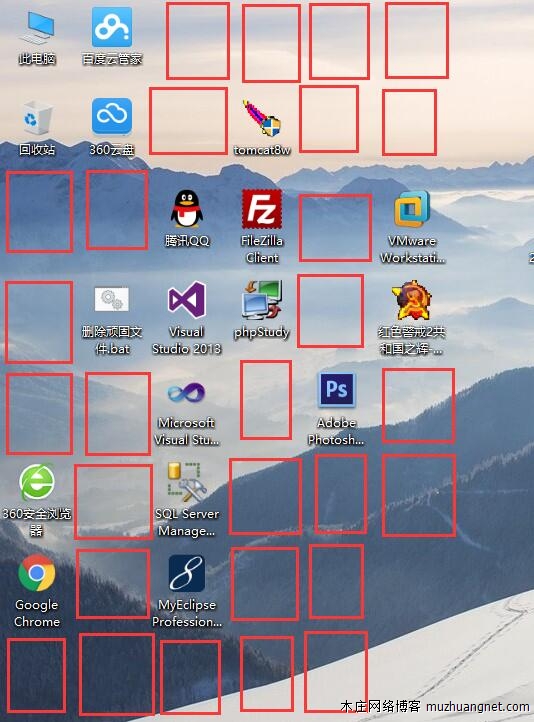 此电脑
百度云管家
回收站
360云盘
tomcat8w
腾讯QQ
FileZilla
Client
VMware
Workstati...
删除顽固文
件.bat
Visual
Studio 2013
phpStudy
红色警戒2共
和国之辉-...
Microsoft
Visual Stu...
Ps
Adobe
Photosh...
360安全浏览
器
SQL Server
Manage...
Google
Chrome
MyEclipse
Profession...
木庄网络博客 muzhuangnet.com